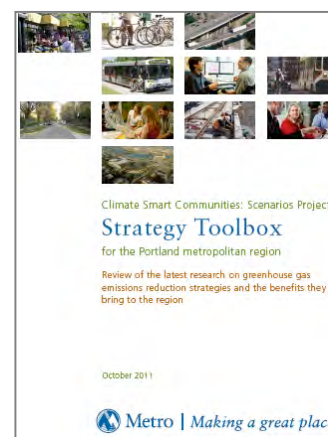 Climate Smart Communities: Scenarios Project
Strategy Toolbox
for the Portland metropolitan region
Review of the latest research on greenhouse gas
emissions reduction strategies and the benefits they
bring to the region
October 2011
Metro | Making a great plac